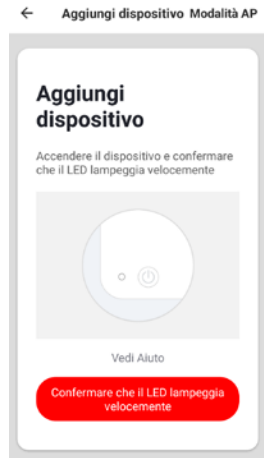 ← Aggiungi dispositivo Modalità AP
Aggiungi
dispositivo
Accendere il dispositivo e confermare
che il LED lampeggia velocemente
Vedi Aiuto
Confermare che il LED lampeggia
velocemente